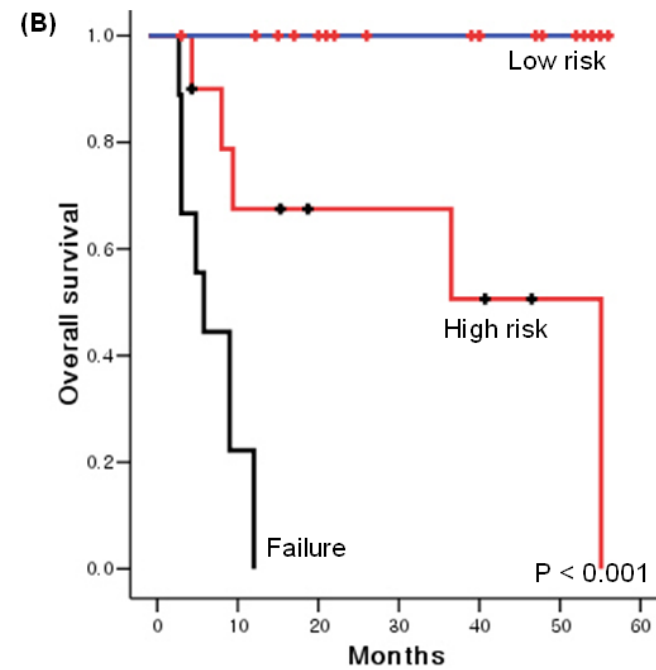 (B)
1.0
0.8
0.6
0.4
0.2
0.0
Overall survival
Low risk
High risk
Failure
P < 0.001
0 10 20 30 40 50 60
Months